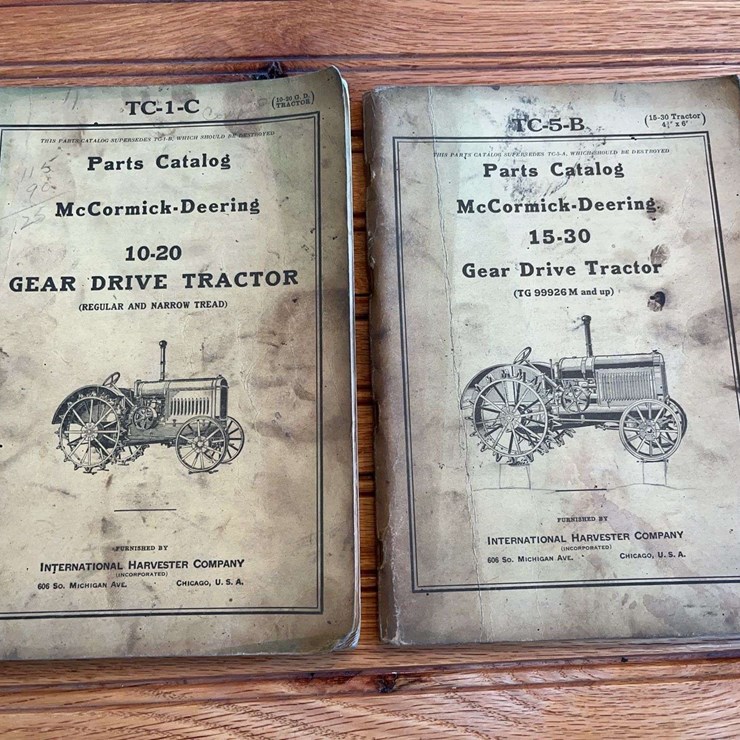 TC-1-C
(10-20 G. D. TRACTOR)
THIS PARTS CATALOG SUPERSEDES TC-1-B, WHICH SHOULD BE DESTROYED
Parts Catalog
McCormick-Deering
10-20
GEAR DRIVE TRACTOR
(REGULAR AND NARROW TREAD)
FURNISHED BY
INTERNATIONAL HARVESTER COMPANY
(INCORPORATED)
606 SO. MICHIGAN AVE. CHICAGO, U. S. A.
TC-5-B
(15-30 Tractor
4½" x 6")
THIS PARTS CATALOG SUPERSEDES TC-5-A, WHICH SHOULD BE DESTROYED
Parts Catalog
McCormick-Deering
15-30
Gear Drive Tractor
(TG 99926 M and up)
FURNISHED BY
INTERNATIONAL HARVESTER COMPANY
(INCORPORATED)
606 SO. MICHIGAN AVE. CHICAGO, U. S. A.